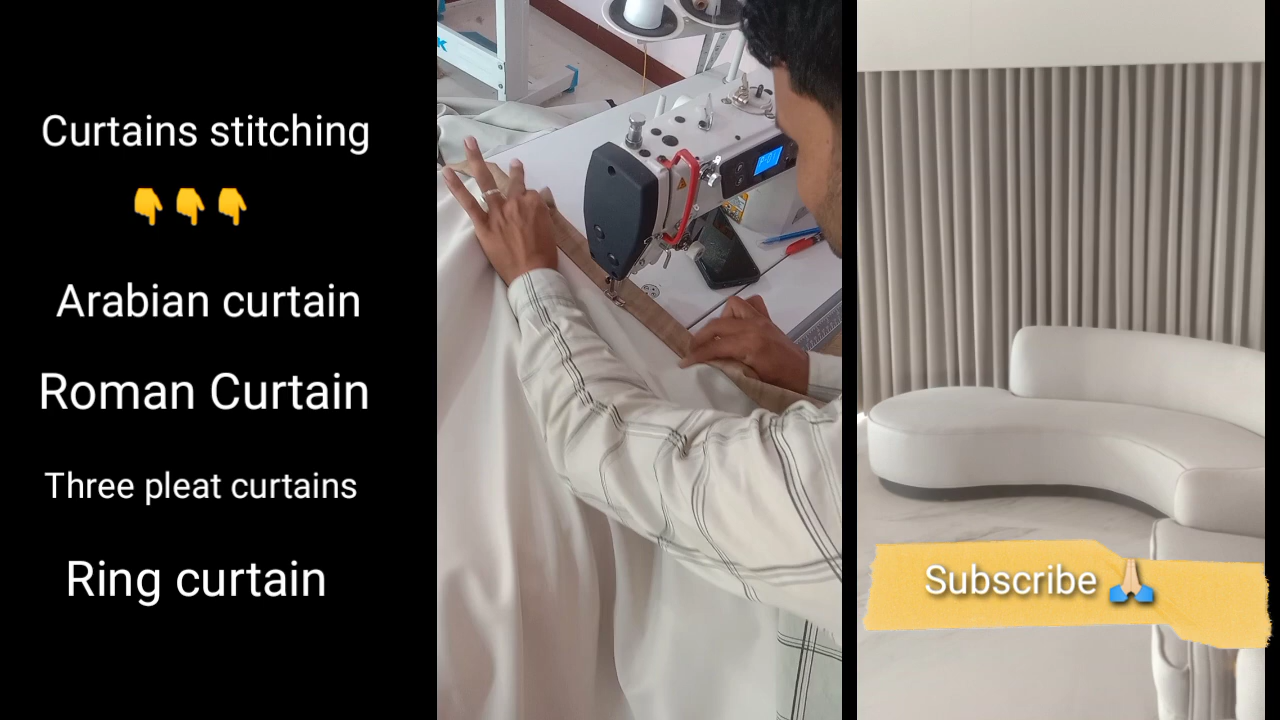 Curtains stitching
👇👇👇
Arabian curtain
Roman Curtain
Three pleat curtains
Ring curtain
Subscribe 🙏🏼